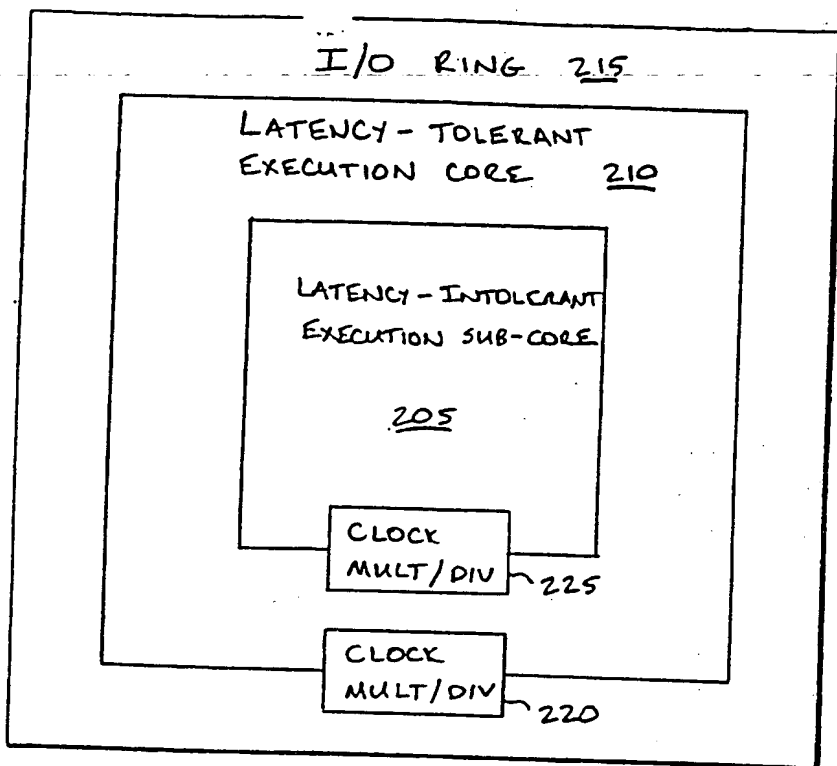 I/O RING 215
LATENCY-TOLERANT
EXECUTION CORE 210
LATENCY-INTOLERANT
EXECUTION SUB-CORE
205
CLOCK
MULT/DIV
225
CLOCK
MULT/DIV
220